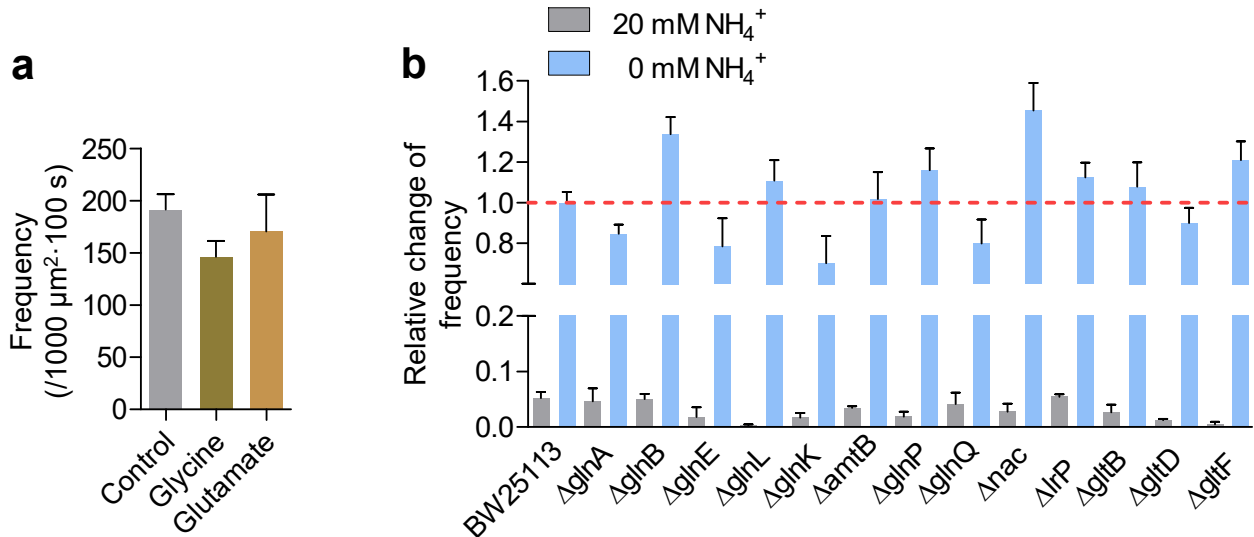 20 mM NH4+
0 mM NH4+
a
Frequency
(/1000 µm²·100 s)
250
200
150
100
50
0
Control
Glycine
Glutamate
b
Relative change of
frequency
1.6
1.4
1.2
1.0
0.8
0.2
0.1
0.0
BW25113
ΔglnA
ΔglnB
ΔglnE
ΔglnL
ΔglnK
ΔamtB
ΔglnP
ΔglnQ
Δnac
ΔlrP
ΔgltB
ΔgltD
ΔgltF